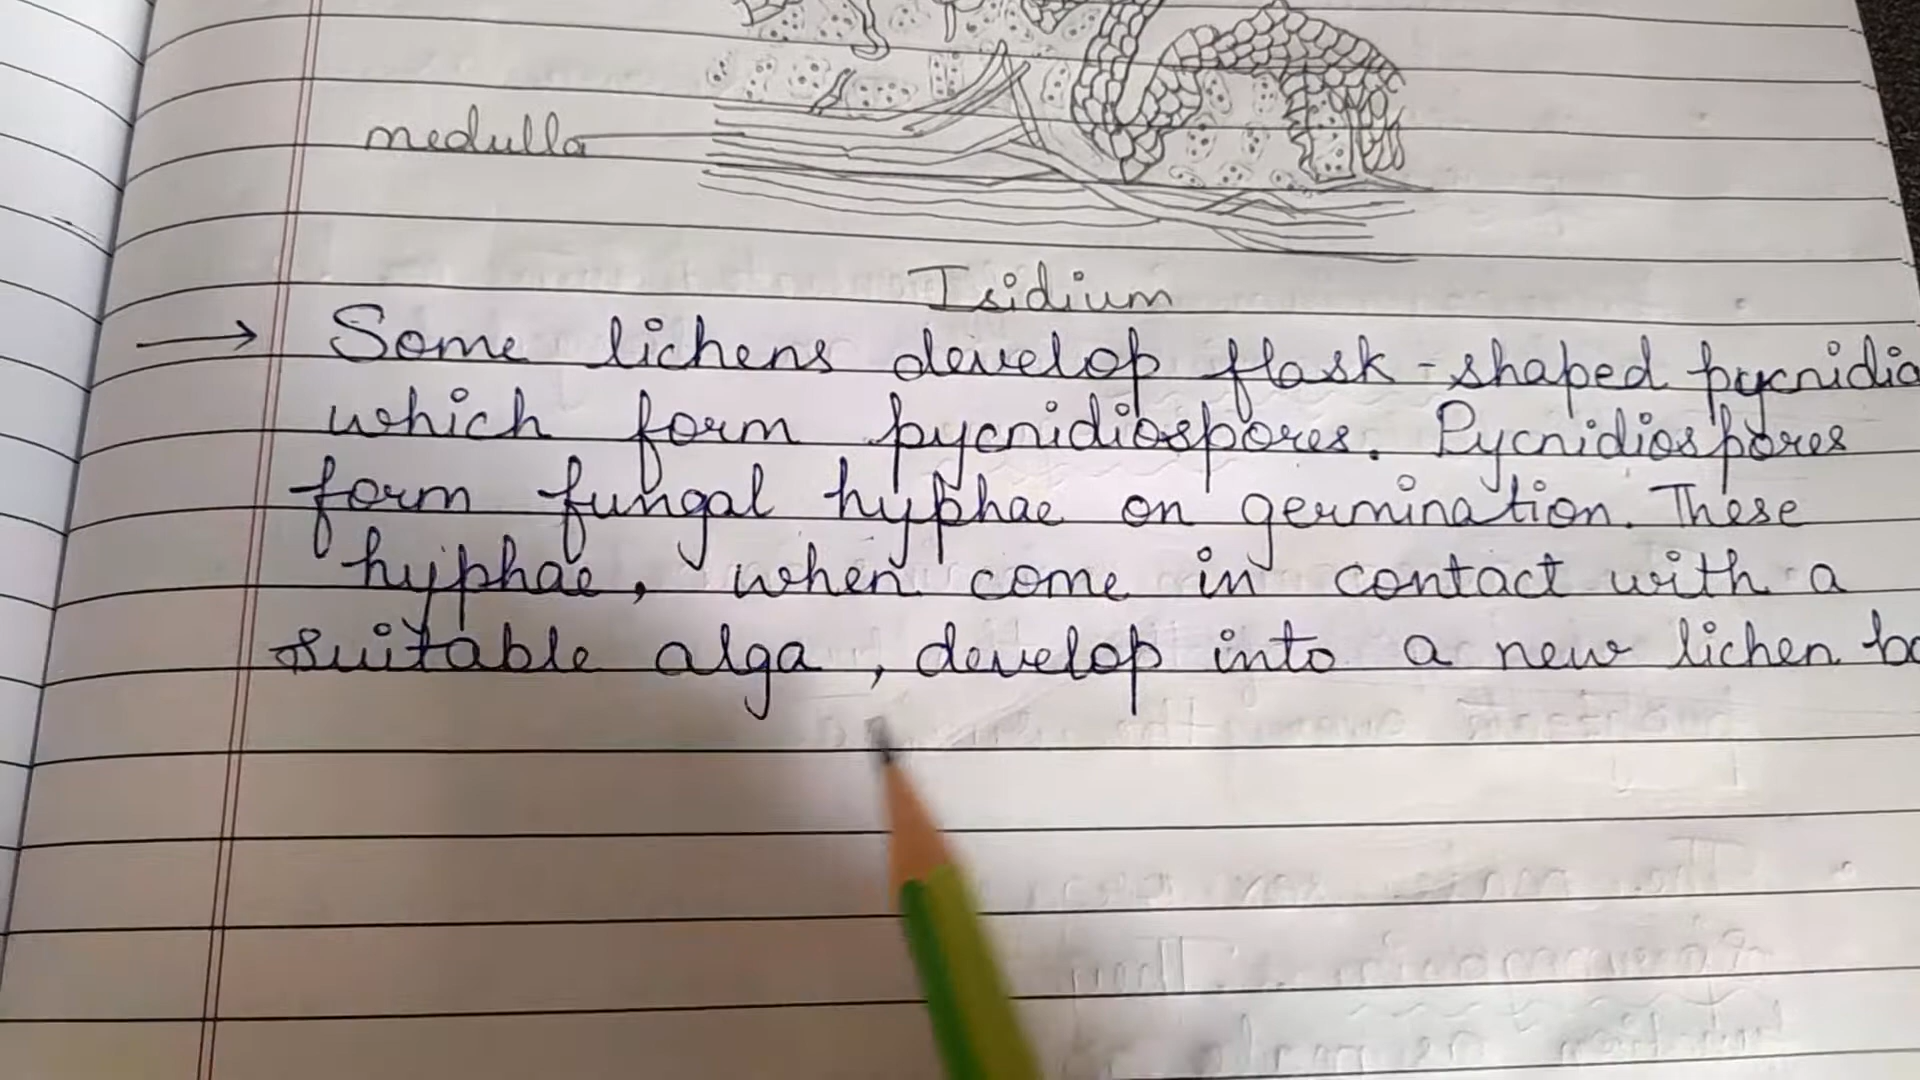 medulla
Isidium
→ Some lichens develop flask-shaped pycnidia
which form pycnidiospores. Pycnidiospores
form fungal hyphae on germination. These
hyphae, when come in contact with a
suitable alga, develop into a new lichen bo